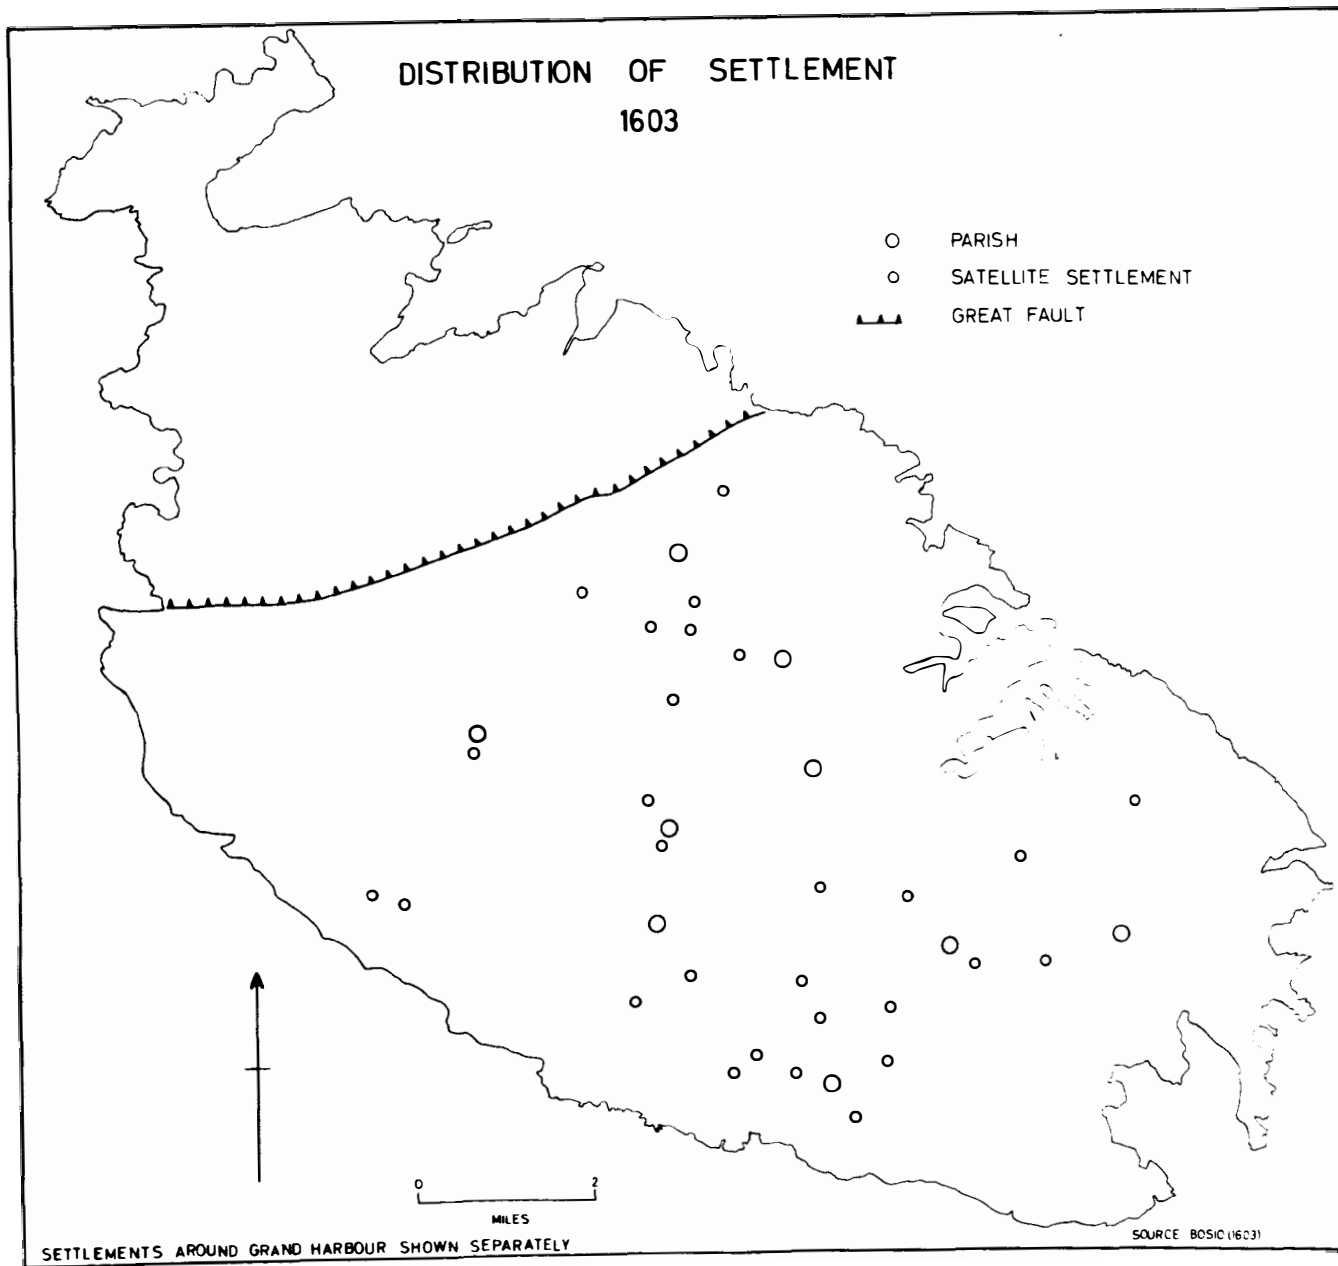 DISTRIBUTION OF SETTLEMENT
1603
PARISH
SATELLITE SETTLEMENT
GREAT FAULT
0 2
MILES
SETTLEMENTS AROUND GRAND HARBOUR SHOWN SEPARATELY
SOURCE BOSIO (1603)